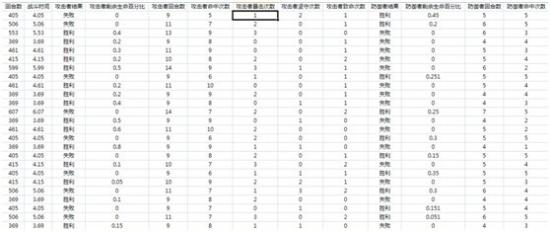 回合数 战斗时间 攻击者结果 攻击者剩余生命百分比 攻击者回合数 攻击者命中次数 攻击者暴击次数 攻击者坚守次数 攻击者致命次数 防御者结果 防御者剩余生命百分比 防御者回合数 防御者命中次数
405 4.05 失败 0 9 5 1 2 1 胜利 0.45 5 5
506 5.06 失败 0 11 7 2 0 1 胜利 0.2 6 5
553 5.53 胜利 0.4 13 9 3 0 0 失败 0 6 4
369 3.69 胜利 0.2 9 8 0 0 0 失败 0 4 4
461 4.61 胜利 0.3 11 9 0 0 0 失败 0 5 5
415 4.15 胜利 0.2 10 8 2 0 2 失败 0 5 4
599 5.99 胜利 0.5 14 9 3 1 1 失败 0 6 2
405 4.05 失败 0 9 6 0 0 1 胜利 0.251 5 5
461 4.61 胜利 0.2 11 10 0 0 0 失败 0 5 5
369 3.69 胜利 0.2 9 9 2 0 0 失败 0 4 4
369 3.69 胜利 0.4 9 8 0 1 1 失败 0 4 3
607 6.07 失败 0 14 7 2 0 2 胜利 0.25 7 5
369 3.69 胜利 0.5 9 9 0 1 0 失败 0 4 2
461 4.61 胜利 0.6 11 10 2 0 0 失败 0 5 2
405 4.05 失败 0 9 6 2 0 1 胜利 0.15 5 5
369 3.69 胜利 0.8 9 9 1 1 0 失败 0 4 1
405 4.05 失败 0 9 8 2 0 1 胜利 0.15 5 5
415 4.15 胜利 0.1 10 7 3 0 2 失败 0 5 4
405 4.05 失败 0 9 6 1 1 1 胜利 0.35 5 5
415 4.15 胜利 0.05 10 9 2 2 1 失败 0 5 3
506 5.06 失败 0 11 7 1 3 2 胜利 0.3 6 4
369 3.69 胜利 0.1 9 8 2 0 0 失败 0 4 4
405 4.05 失败 0 9 7 0 1 0 胜利 0.151 5 4
506 5.06 失败 0 11 7 3 0 2 胜利 0.051 6 5
369 3.69 胜利 0.15 9 8 1 1 0 失败 0 4 3